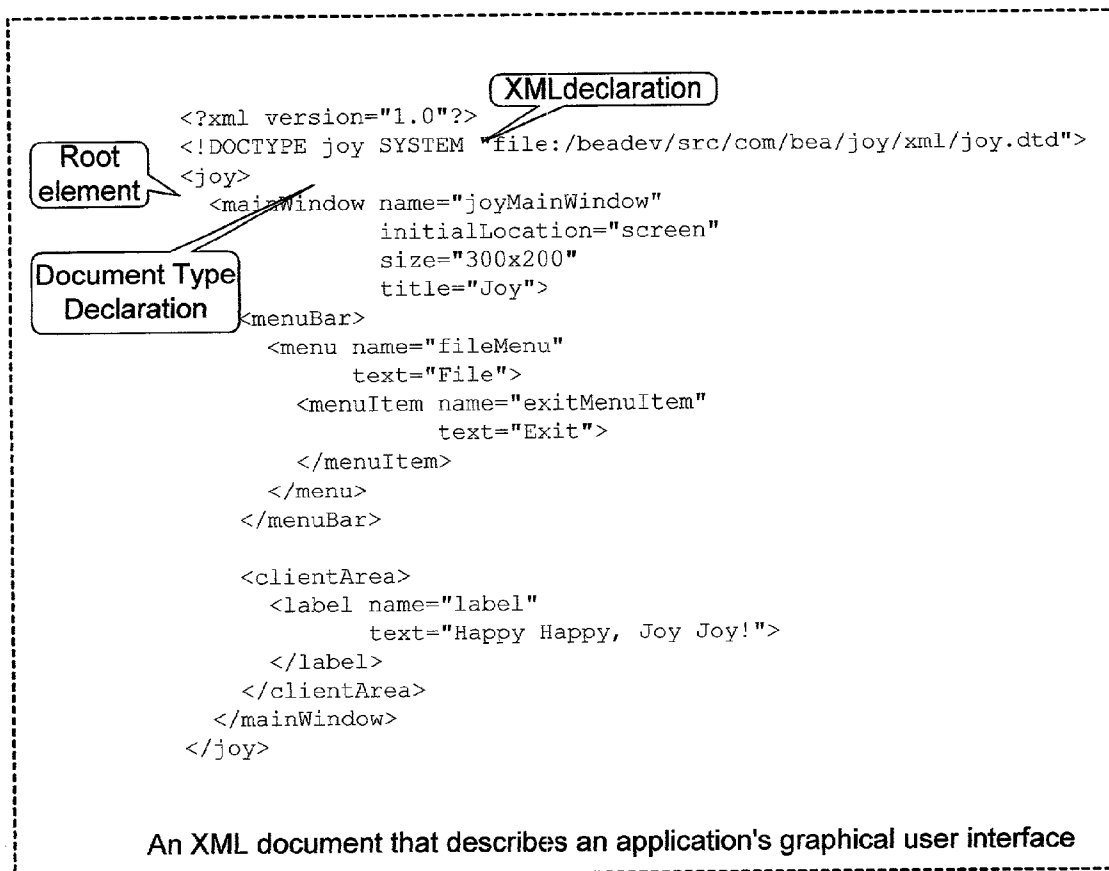 XMLdeclaration
<?xml version="1.0"?>
<!DOCTYPE joy SYSTEM "file:/beadev/src/com/bea/joy/xml/joy.dtd">
Root
element
<joy>
<mainWindow name="joyMainWindow"
initialLocation="screen"
size="300x200"
title="Joy">
Document Type
Declaration
<menuBar>
<menu name="fileMenu"
text="File">
<menuItem name="exitMenuItem"
text="Exit">
</menuItem>
</menu>
</menuBar>
<clientArea>
<label name="label"
text="Happy Happy, Joy Joy!">
</label>
</clientArea>
</mainWindow>
</joy>
An XML document that describes an application's graphical user interface